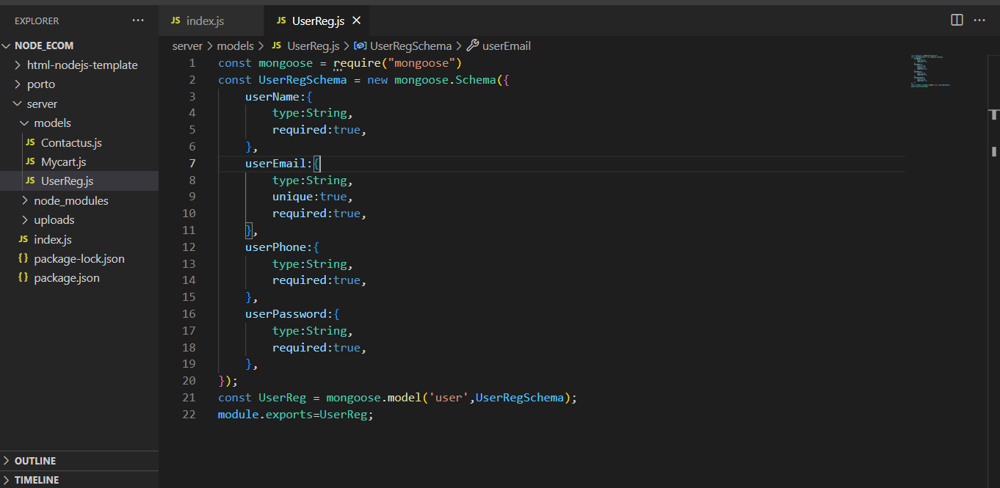 EXPLORER ···
NODE_ECOM
html-nodejs-template
porto
server
models
JS Contactus.js
JS Mycart.js
JS UserReg.js
node_modules
uploads
JS index.js
{} package-lock.json
{} package.json
OUTLINE
TIMELINE
JS index.js JS UserReg.js ×
server > models > JS UserReg.js > UserRegSchema > userEmail
1 const mongoose = require("mongoose")
2 const UserRegSchema = new mongoose.Schema({
3 userName:{
4 type:String,
5 required:true,
6 },
7 userEmail:{
8 type:String,
9 unique:true,
10 required:true,
11 },
12 userPhone:{
13 type:String,
14 required:true,
15 },
16 userPassword:{
17 type:String,
18 required:true,
19 },
20 });
21 const UserReg = mongoose.model('user',UserRegSchema);
22 module.exports=UserReg;